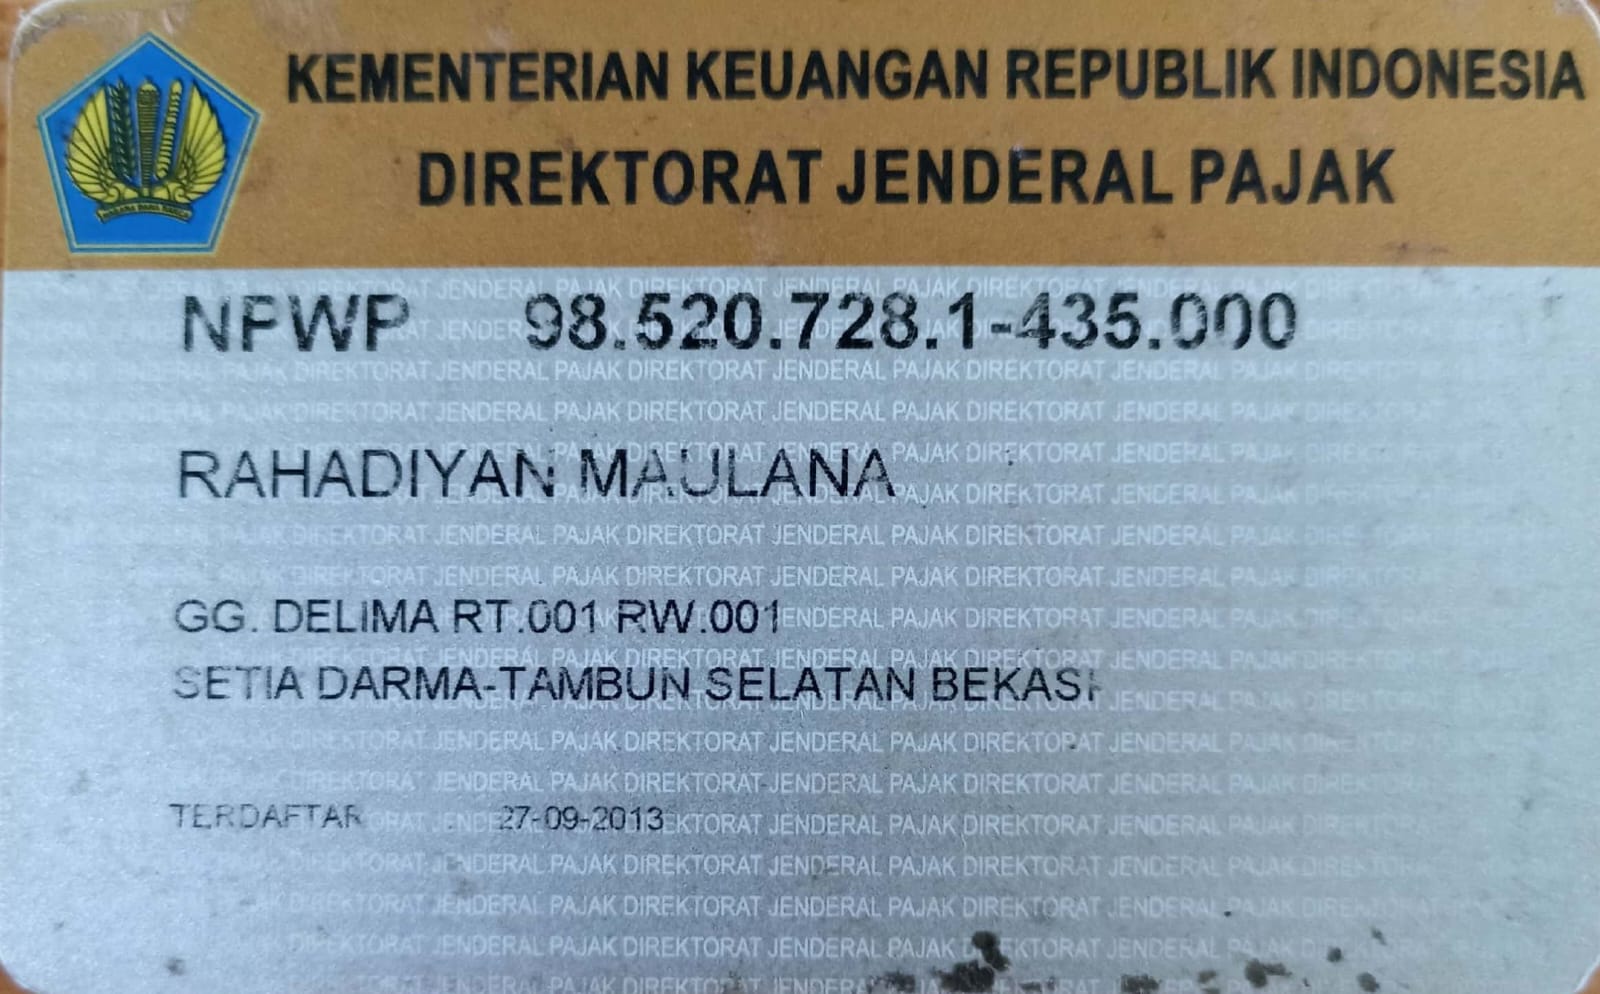 KEMENTERIAN KEUANGAN REPUBLIK INDONESIA
DIREKTORAT JENDERAL PAJAK
NPWP 98.520.728.1-435.000
RAHADIYAN MAULANA
GG. DELIMA RT.001 RW.001
SETIA DARMA-TAMBUN SELATAN BEKASI
TERDAFTAR : 27-09-2013